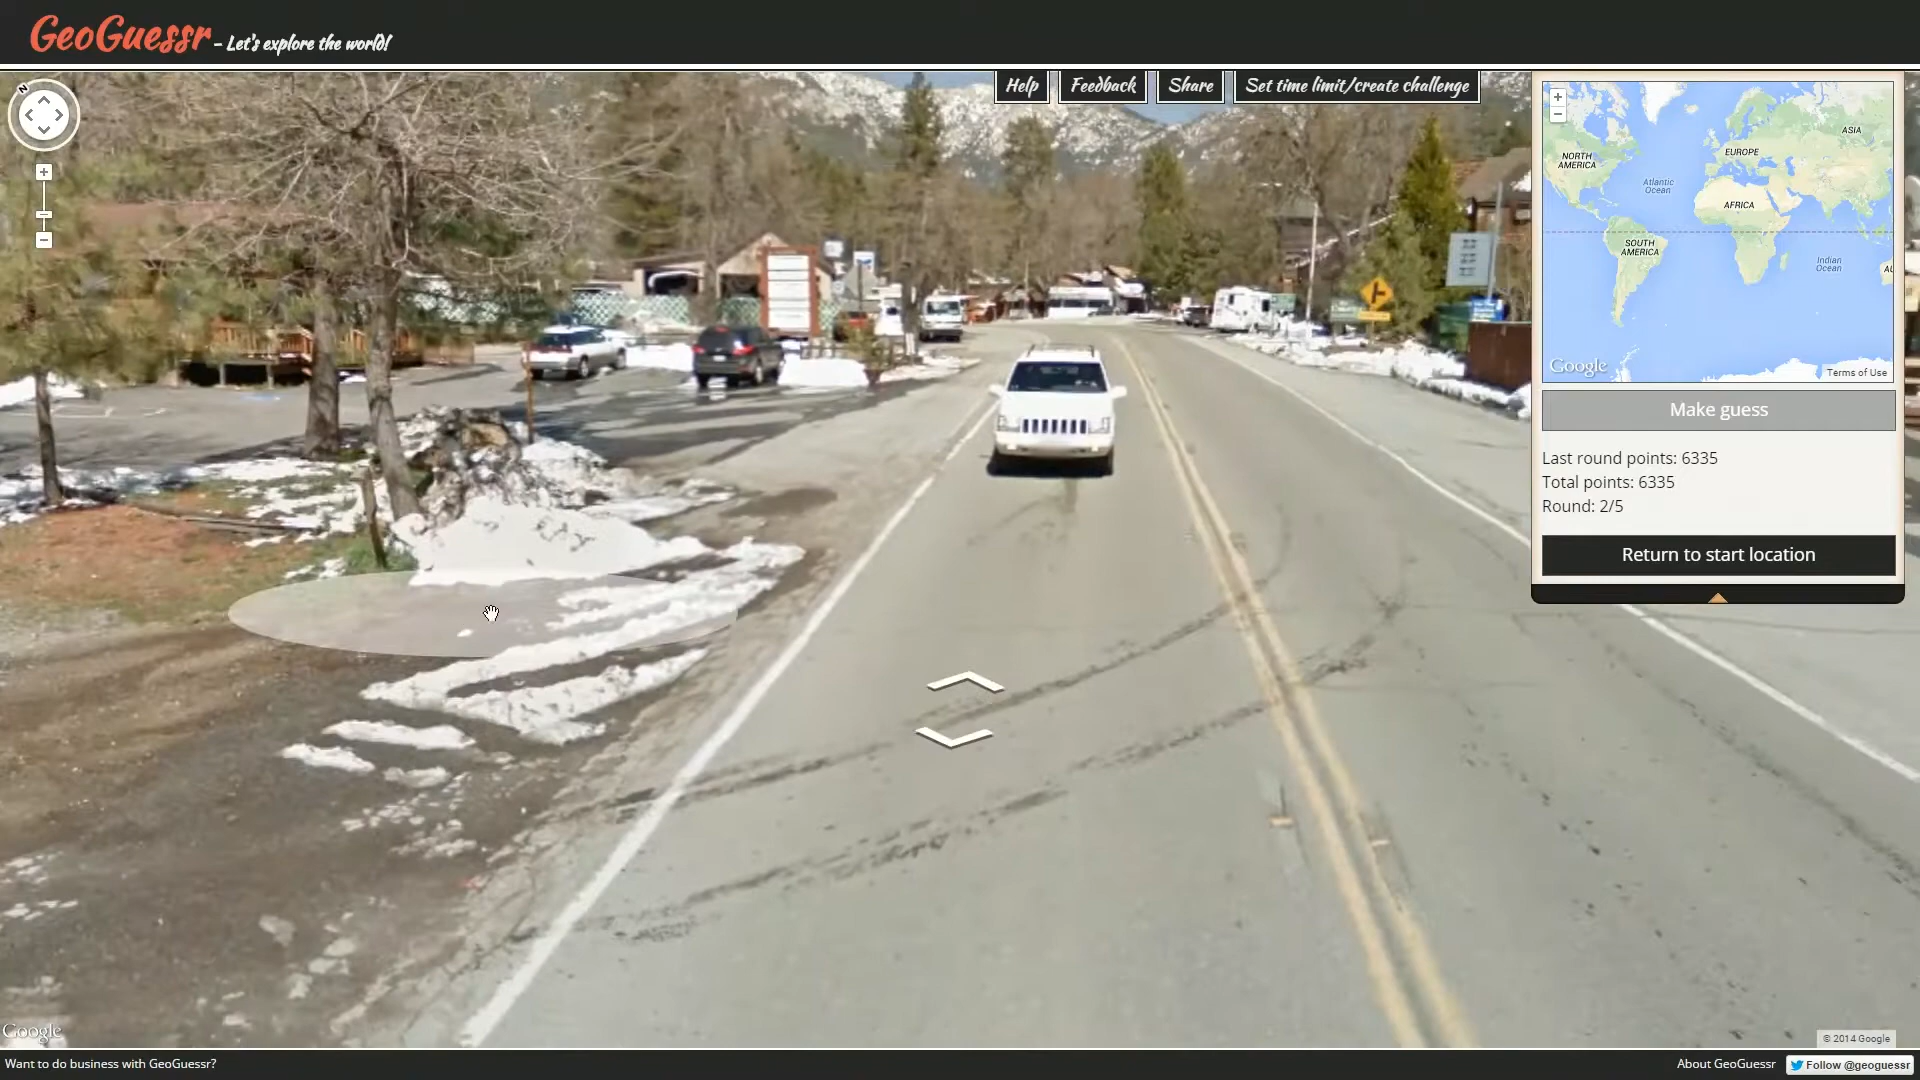 GeoGuessr - Let's explore the world!
N
Help
Feedback
Share
Set time limit/create challenge
+
−
+
−
ASIA
NORTH AMERICA
EUROPE
Atlantic Ocean
AFRICA
SOUTH AMERICA
Indian Ocean
AU
Google
Terms of Use
Make guess
Last round points: 6335
Total points: 6335
Round: 2/5
Return to start location
Google
© 2014 Google
Want to do business with GeoGuessr?
About GeoGuessr
Follow @geoguessr